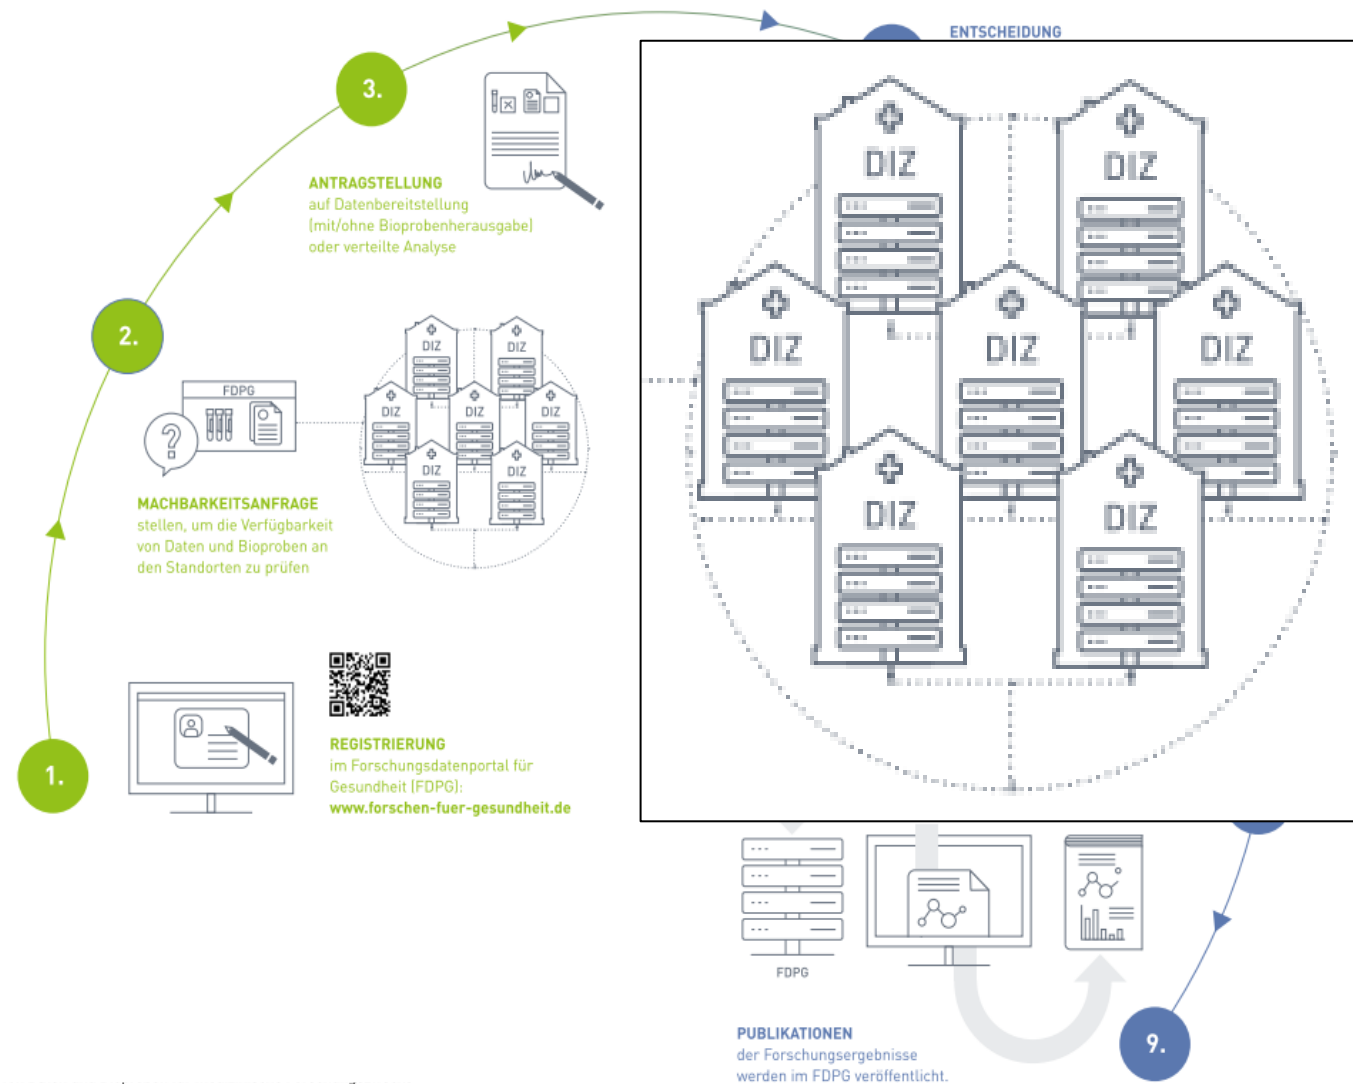 ENTSCHEIDUNG
3.
ANTRAGSTELLUNG
auf Datenbereitstellung
(mit/ohne Bioprobenherausgabe)
oder verteilte Analyse
2.
FDPG
?
DIZ
DIZ
DIZ
DIZ
DIZ
DIZ
DIZ
MACHBARKEITSANFRAGE
stellen, um die Verfügbarkeit
von Daten und Bioproben an
den Standorten zu prüfen
1.
REGISTRIERUNG
im Forschungsdatenportal für
Gesundheit (FDPG):
www.forschen-fuer-gesundheit.de
DIZ
DIZ
DIZ
DIZ
DIZ
DIZ
DIZ
FDPG
9.
PUBLIKATIONEN
der Forschungsergebnisse
werden im FDPG veröffentlicht.